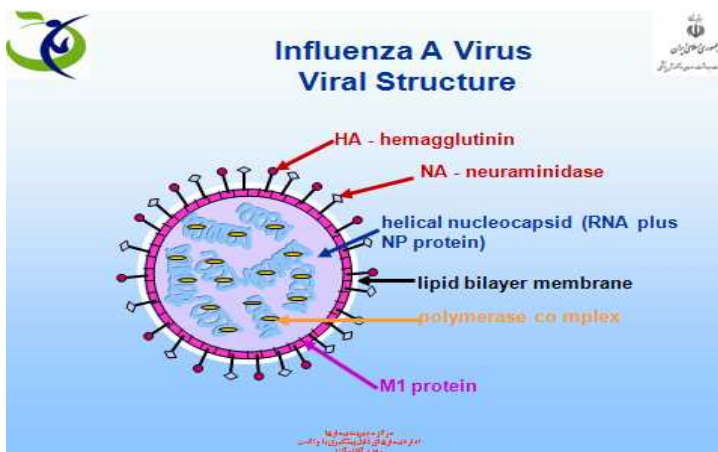 Influenza A Virus
Viral Structure
HA - hemagglutinin
NA - neuraminidase
helical nucleocapsid (RNA plus
NP protein)
lipid bilayer membrane
polymerase co mplex
M1 protein